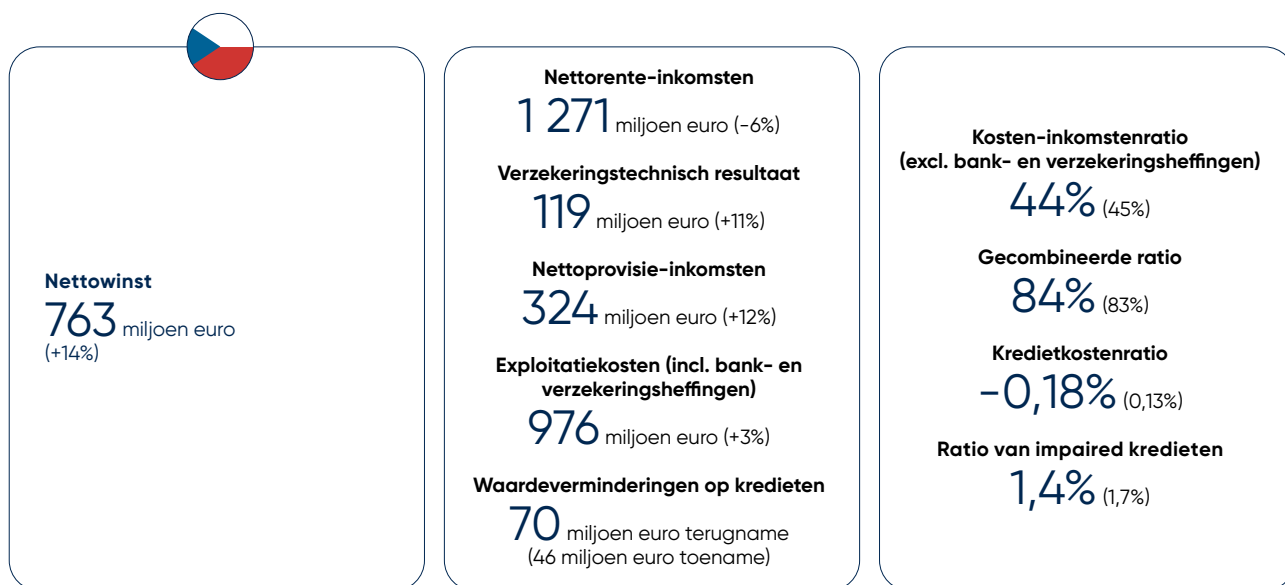 Nettowinst
763 miljoen euro
(+14%)
Nettorente-inkomsten
1 271 miljoen euro (-6%)
Verzekeringstechnisch resultaat
119 miljoen euro (+11%)
Nettoprovisie-inkomsten
324 miljoen euro (+12%)
Exploitatiekosten (incl. bank- en
verzekeringsheffingen)
976 miljoen euro (+3%)
Waardeverminderingen op kredieten
70 miljoen euro terugname
(46 miljoen euro toename)
Kosten-inkomstenratio
(excl. bank- en verzekeringsheffingen)
44% (45%)
Gecombineerde ratio
84% (83%)
Kredietkostenratio
-0,18% (0,13%)
Ratio van impaired kredieten
1,4% (1,7%)